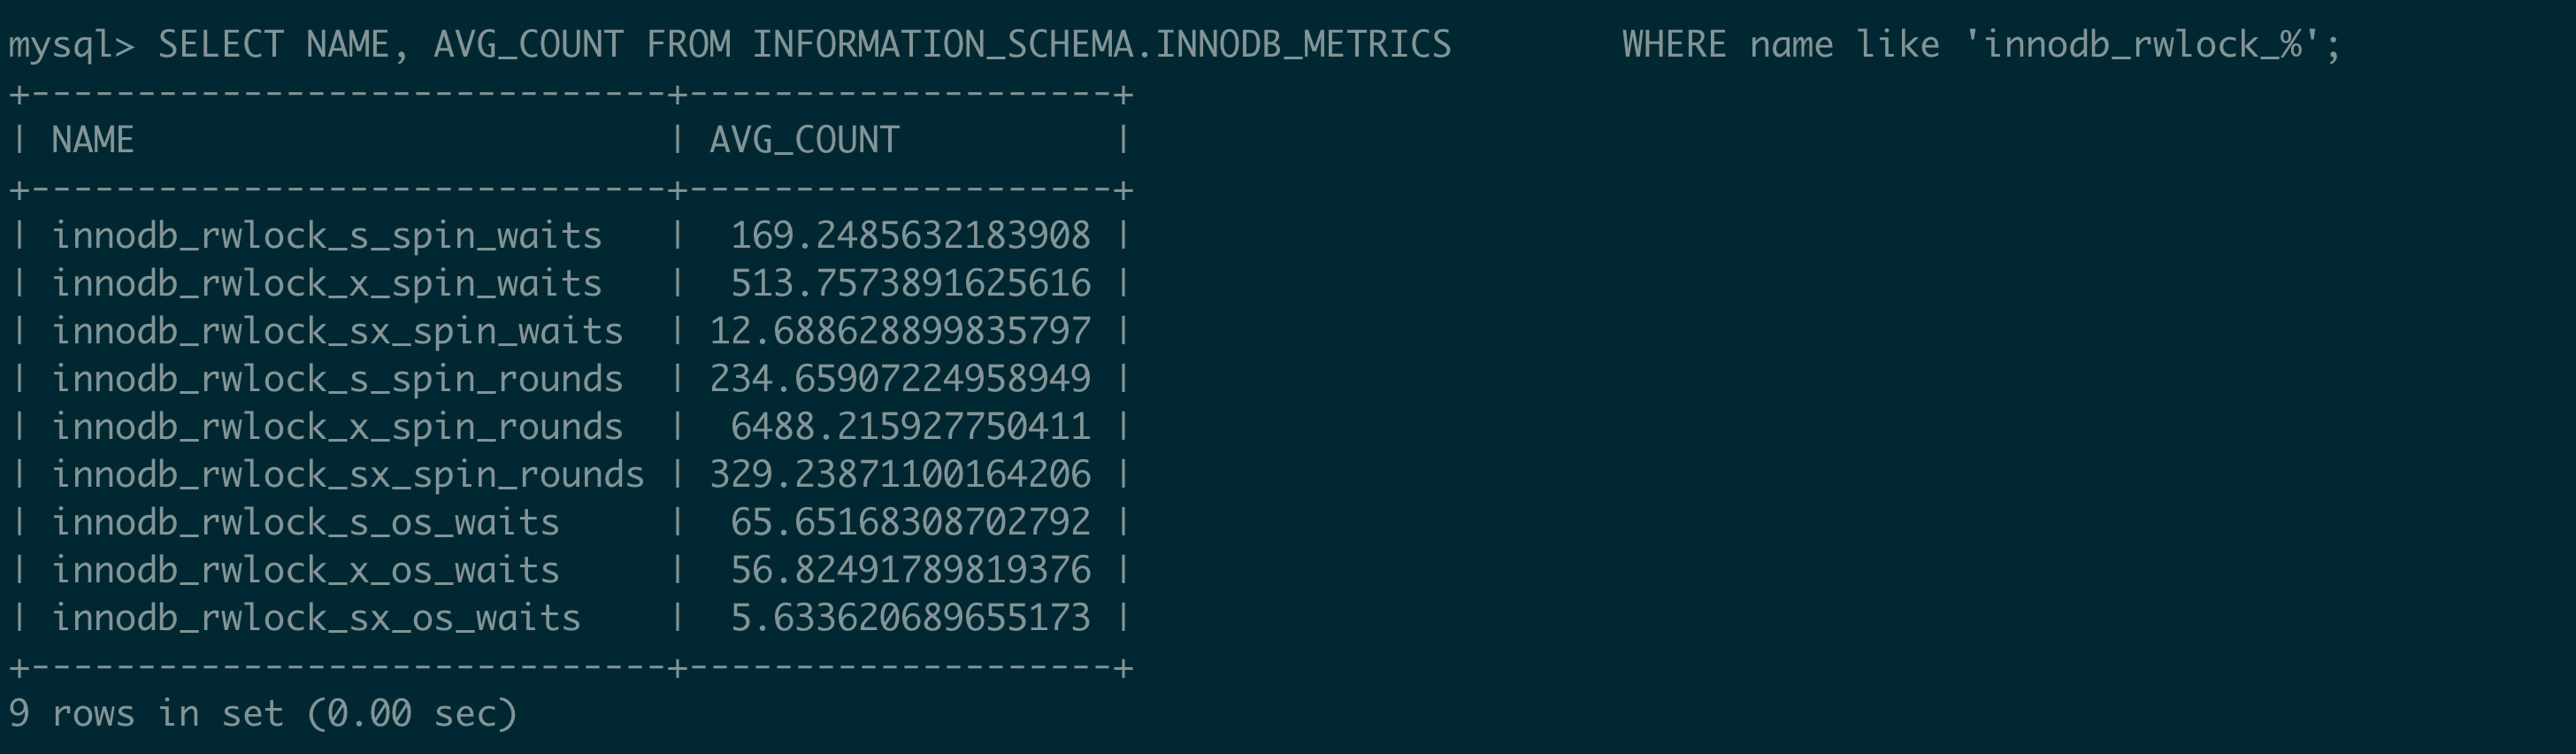 mysql> SELECT NAME, AVG_COUNT FROM INFORMATION_SCHEMA.INNODB_METRICS        WHERE name like 'innodb_rwlock_%';
+------------------------------+--------------------+
| NAME                         | AVG_COUNT          |
+------------------------------+--------------------+
| innodb_rwlock_s_spin_waits   |  169.2485632183908 |
| innodb_rwlock_x_spin_waits   |  513.7573891625616 |
| innodb_rwlock_sx_spin_waits  | 12.688628899835797 |
| innodb_rwlock_s_spin_rounds  | 234.65907224958949 |
| innodb_rwlock_x_spin_rounds  |  6488.215927750411 |
| innodb_rwlock_sx_spin_rounds | 329.23871100164206 |
| innodb_rwlock_s_os_waits     |  65.65168308702792 |
| innodb_rwlock_x_os_waits     |  56.82491789819376 |
| innodb_rwlock_sx_os_waits    |  5.633620689655173 |
+------------------------------+--------------------+
9 rows in set (0.00 sec)